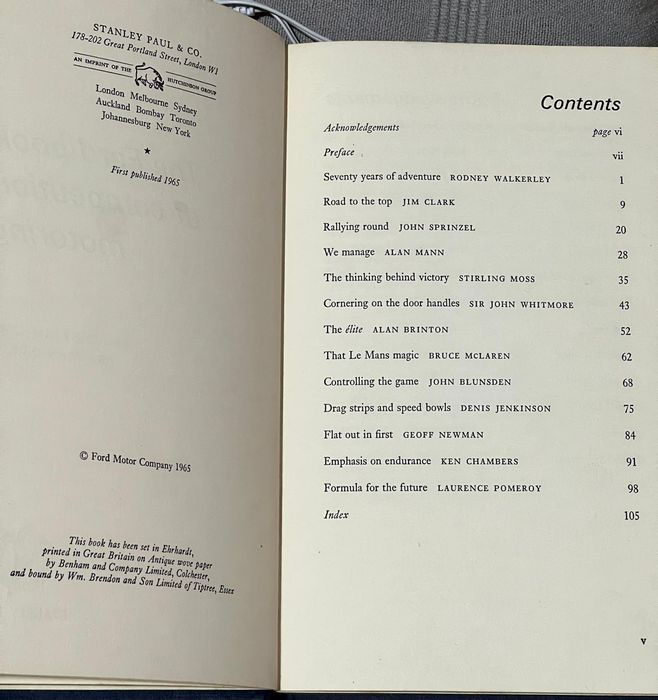 STANLEY PAUL & CO.
178-202 Great Portland Street, London W1
AN IMPRINT OF THE HUTCHINSON GROUP
London Melbourne Sydney
Auckland Bombay Toronto
Johannesburg New York
★
First published 1965
© Ford Motor Company 1965
This book has been set in Ehrhardt,
printed in Great Britain on Antique wove paper
by Benham and Company Limited, Colchester,
and bound by Wm. Brendon and Son Limited of Tiptree, Essex
Contents
Acknowledgements page vi
Preface vii
Seventy years of adventure RODNEY WALKERLEY 1
Road to the top JIM CLARK 9
Rallying round JOHN SPRINZEL 20
We manage ALAN MANN 28
The thinking behind victory STIRLING MOSS 35
Cornering on the door handles SIR JOHN WHITMORE 43
The élite ALAN BRINTON 52
That Le Mans magic BRUCE McLAREN 62
Controlling the game JOHN BLUNSDEN 68
Drag strips and speed bowls DENIS JENKINSON 75
Flat out in first GEOFF NEWMAN 84
Emphasis on endurance KEN CHAMBERS 91
Formula for the future LAURENCE POMEROY 98
Index 105
v